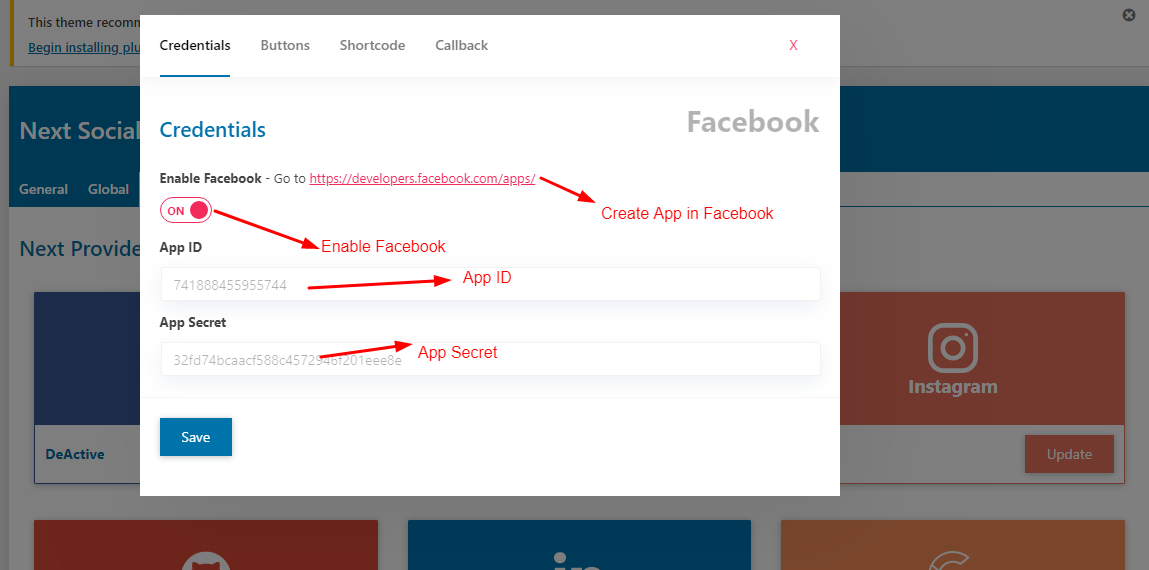 This theme recomm
Begin installing plu
Credentials
Buttons
Shortcode
Callback
X
Next Social
General
Global
Credentials
Facebook
Enable Facebook - Go to https://developers.facebook.com/apps/
Create App in Facebook
ON
Enable Facebook
App ID
741888455955744
App ID
App Secret
32fd74bcaacf588c4572946f201eee8e
App Secret
Save
Next Provide
Instagram
DeActive
Update
in